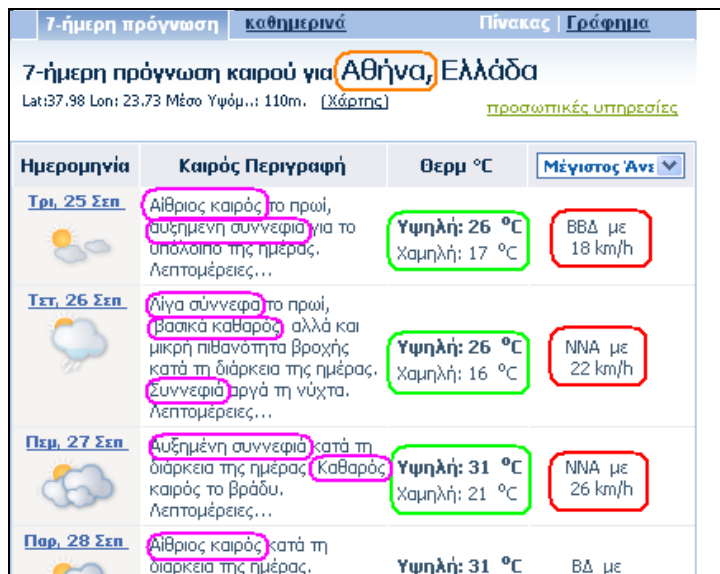 7-ήμερη πρόγνωση καθημερινά Πίνακας | Γράφημα
7-ήμερη πρόγνωση καιρού για Αθήνα, Ελλάδα
Lat:37.98 Lon: 23.73 Μέσο Υψόμ..: 110m. (Χάρτης)
προσωπικές υπηρεσίες
Ημερομηνία Καιρός Περιγραφή Θερμ °C Μέγιστος Άνε
Τρι, 25 Σεπ
Αίθριος καιρός το πρωί,
αυξημενη συννεφιά για το
υπόλοιπο της ημέρας.
Λεπτομέρειες...
Υψηλή: 26 °C
Χαμηλή: 17 °C
ΒΒΔ με
18 km/h
Τετ, 26 Σεπ
Λίγα σύννεφα το πρωί,
βασικά καθαρός αλλά και
μικρή πιθανότητα βροχής
κατά τη διάρκεια της ημέρας.
Συννεφιά αργά τη νύχτα.
Λεπτομέρειες...
Υψηλή: 26 °C
Χαμηλή: 16 °C
ΝΝΑ με
22 km/h
Πεμ, 27 Σεπ
Αυξημένη συννεφιά κατά τη
διάρκεια της ημέρας Καθαρός
καιρός το βράδυ.
Λεπτομέρειες...
Υψηλή: 31 °C
Χαμηλή: 21 °C
ΝΝΑ με
26 km/h
Παρ, 28 Σεπ
Αίθριος καιρός κατά τη
διάρκεια της ημέρας.
Υψηλή: 31 °C
ΒΔ με